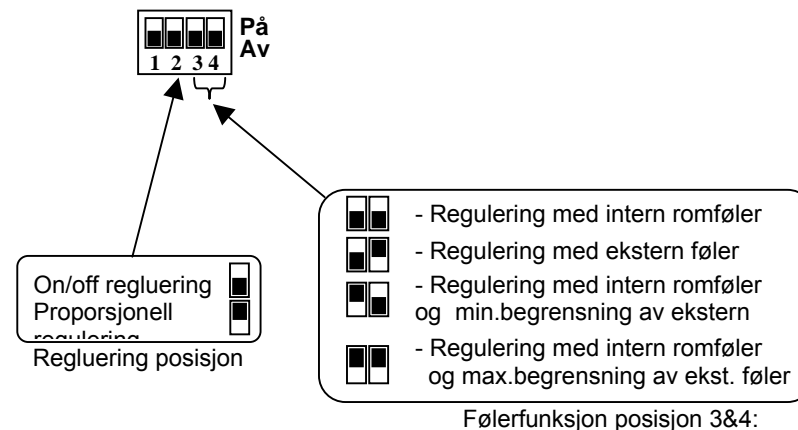 På
Av
1 2 3 4
On/off regluering
Proporsjonell
regulering
Regluering posisjon
- Regulering med intern romføler
- Regulering med ekstern føler
- Regulering med intern romføler
og min.begrensning av ekstern
- Regulering med intern romføler
og max.begrensning av ekst. føler
Følerfunksjon posisjon 3&4: